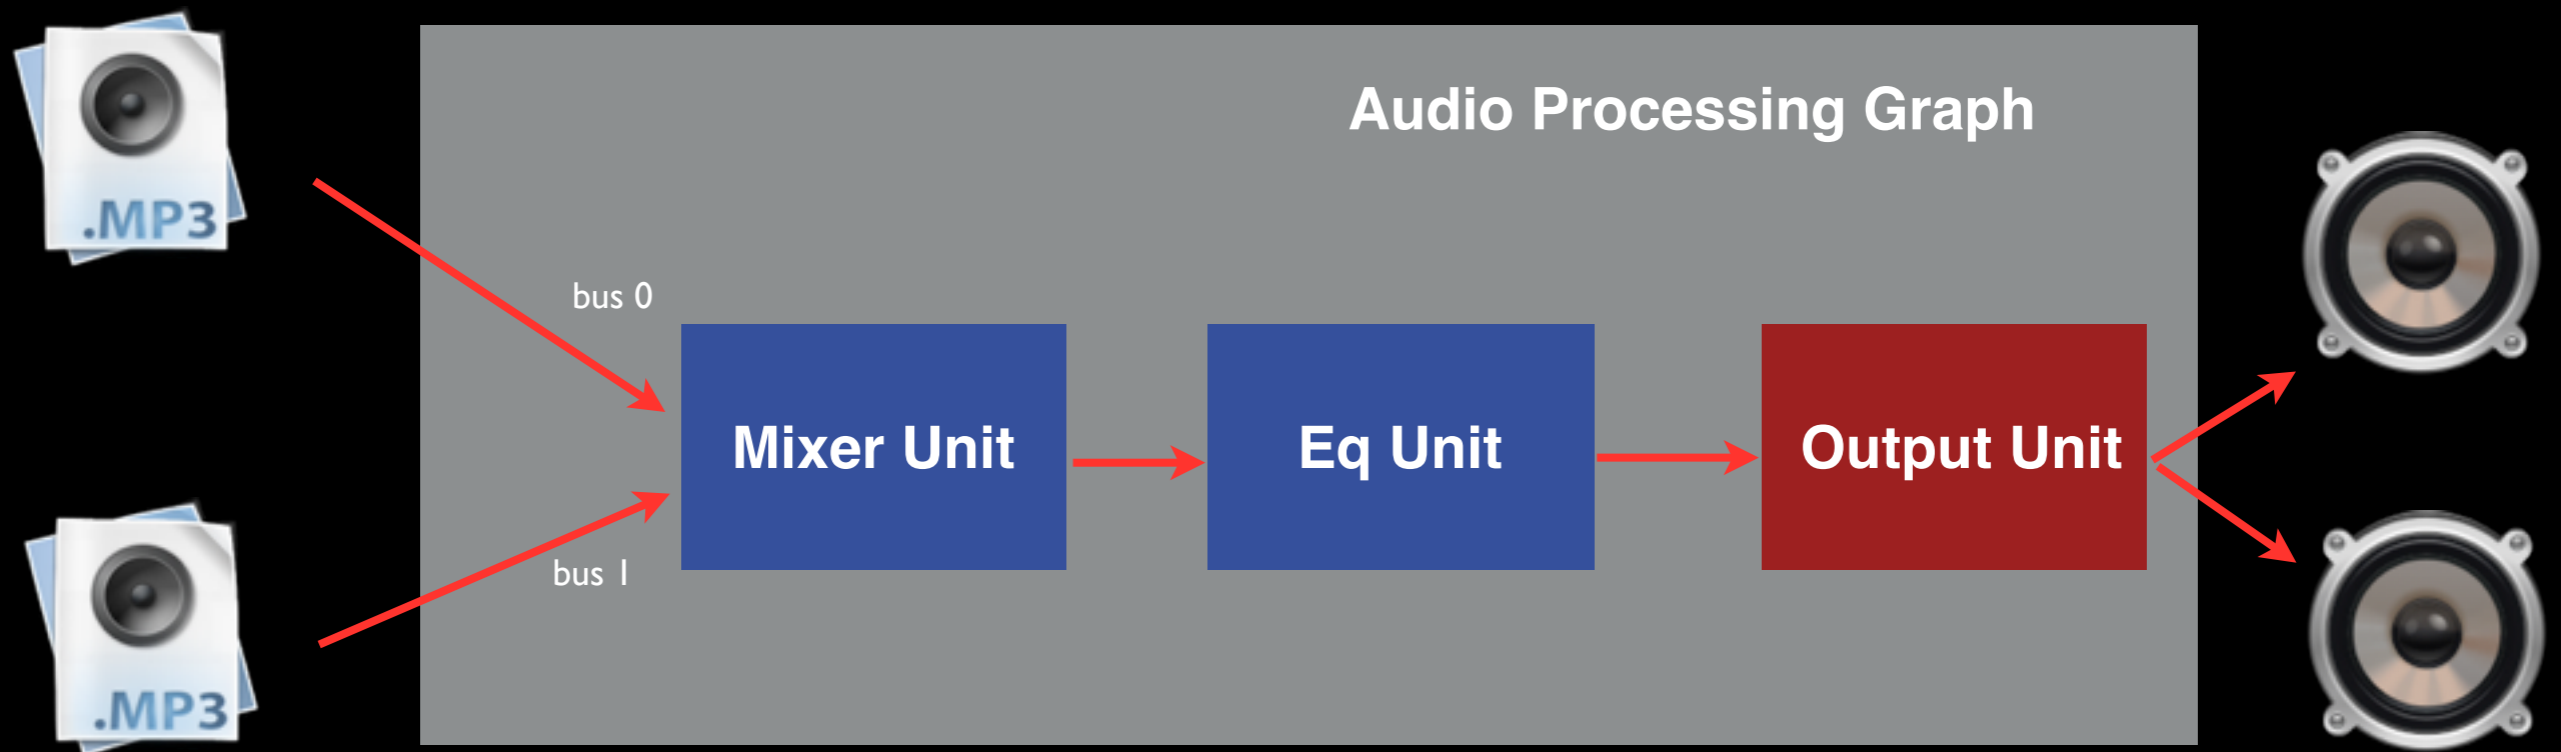 Audio Processing Graph
.MP3
bus 0
Mixer Unit
Eq Unit
Output Unit
bus 1
.MP3